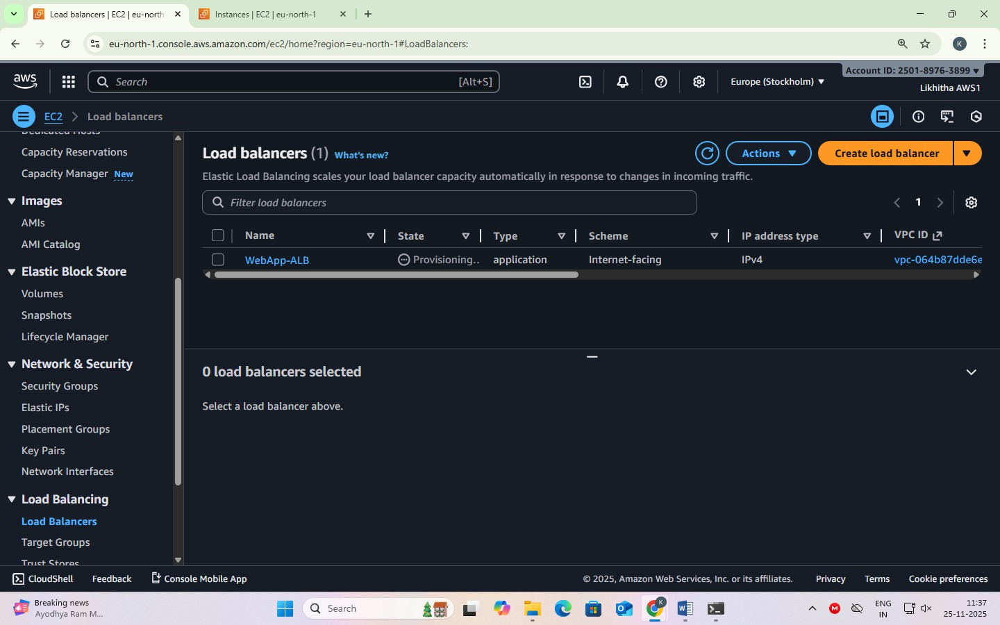 Load balancers | EC2 | eu-north
Instances | EC2 | eu-north-1
eu-north-1.console.aws.amazon.com/ec2/home?region=eu-north-1#LoadBalancers:
K
aws
Search
[Alt+S]
Europe (Stockholm)
Account ID: 2501-8976-3899
Likhitha AWS1
EC2
Load balancers
Dedicated Hosts
Capacity Reservations
Capacity Manager New
Images
AMIs
AMI Catalog
Elastic Block Store
Volumes
Snapshots
Lifecycle Manager
Network & Security
Security Groups
Elastic IPs
Placement Groups
Key Pairs
Network Interfaces
Load Balancing
Load Balancers
Target Groups
Trust Stores
Load balancers (1) What's new?
Actions
Create load balancer
Elastic Load Balancing scales your load balancer capacity automatically in response to changes in incoming traffic.
Filter load balancers
1
Name State Type Scheme IP address type VPC ID
WebApp-ALB Provisioning.. application Internet-facing IPv4 vpc-064b87dde6e
0 load balancers selected
Select a load balancer above.
CloudShell Feedback Console Mobile App
© 2025, Amazon Web Services, Inc. or its affiliates. Privacy Terms Cookie preferences
Breaking news
Ayodhya Ram M...
Search
K
M
ENG
IN
11:37
25-11-2025